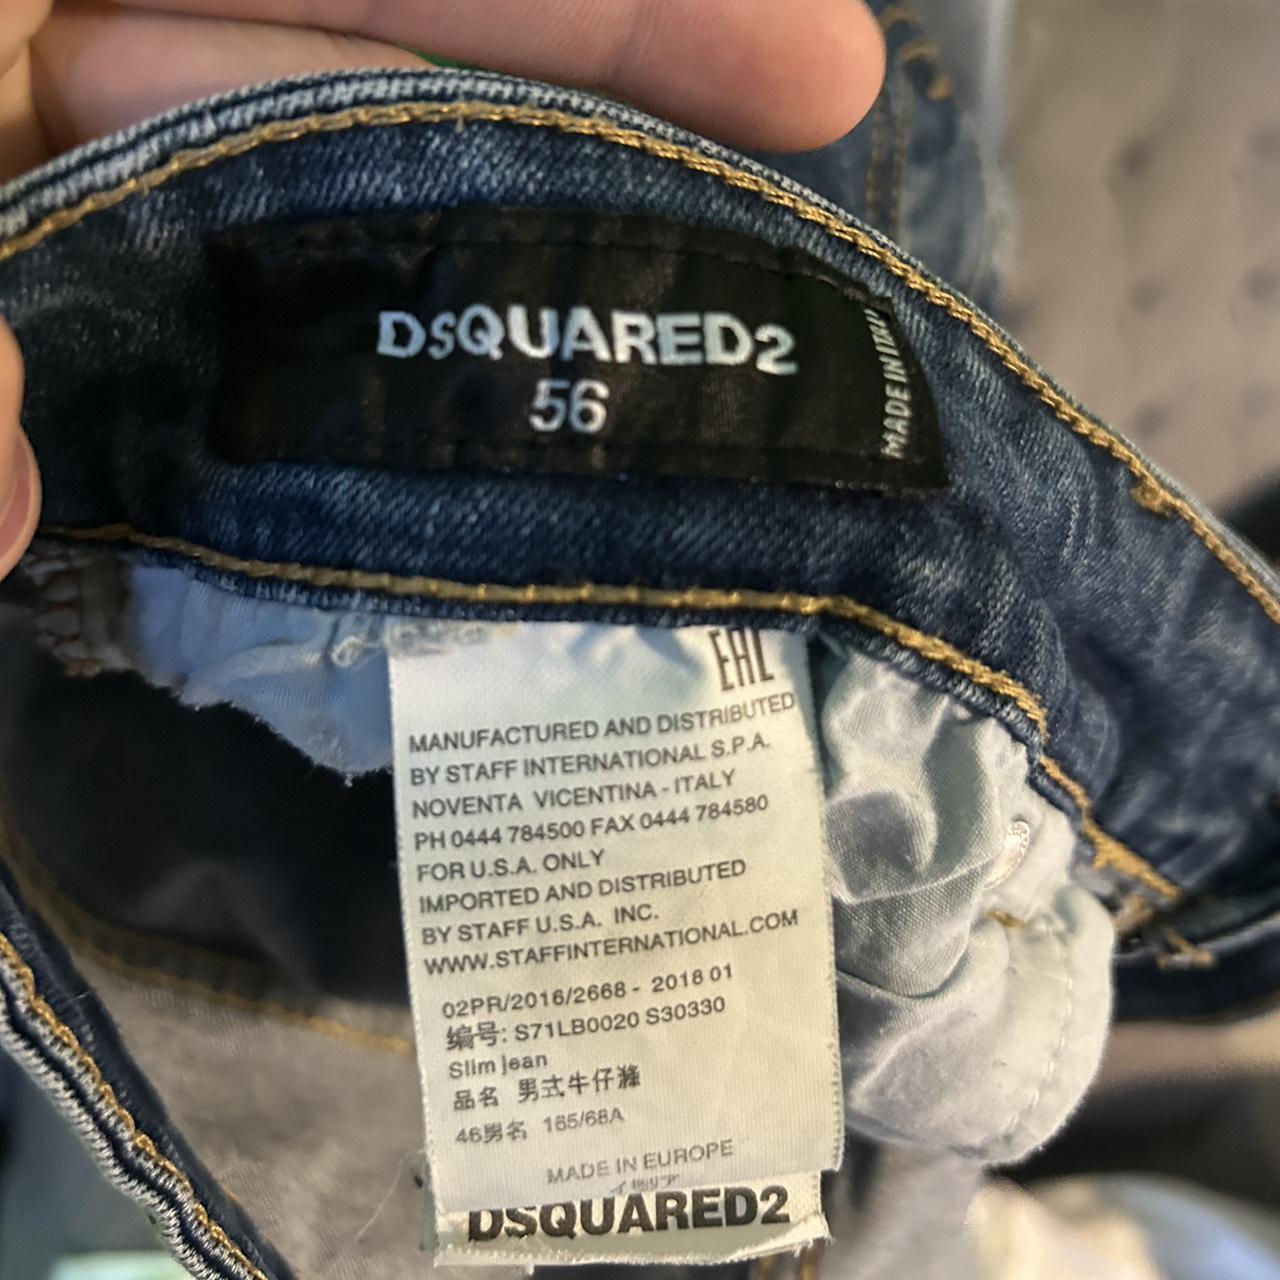 DSQUARED2
56
MADE IN ITALY
EAC
MANUFACTURED AND DISTRIBUTED
BY STAFF INTERNATIONAL S.P.A.
NOVENTA VICENTINA - ITALY
PH 0444 784500 FAX 0444 784580
FOR U.S.A. ONLY
IMPORTED AND DISTRIBUTED
BY STAFF U.S.A. INC.
WWW.STAFFINTERNATIONAL.COM
02PR/2016/2668 - 2018 01
编号: S71LB0020 S30330
Slim jean
品名 男式牛仔滌
46男名 165/68A
MADE IN EUROPE
DSQUARED2